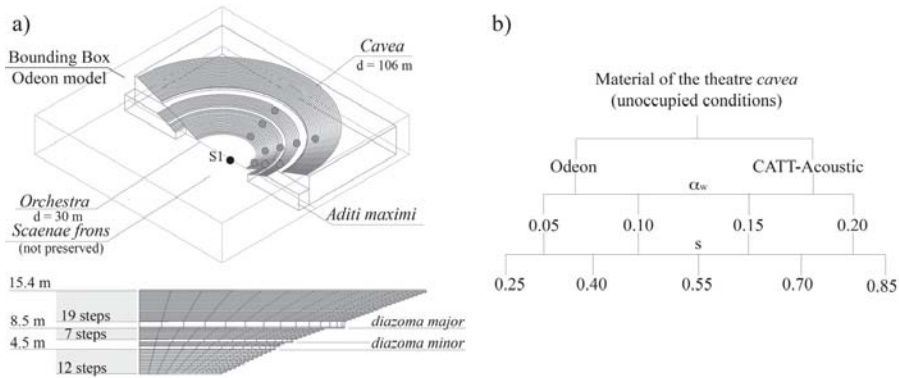 a)
Bounding Box
Odeon model
Cavea
d = 106 m
S1
Orchestra
d = 30 m
Scaenae frons
(not preserved)
Aditi maximi
15.4 m
19 steps
8.5 m
diazoma major
7 steps
4.5 m
diazoma minor
12 steps
b)
Material of the theatre cavea
(unoccupied conditions)
Odeon CATT-Acoustic
αw
0.05 0.10 0.15 0.20
s
0.25 0.40 0.55 0.70 0.85